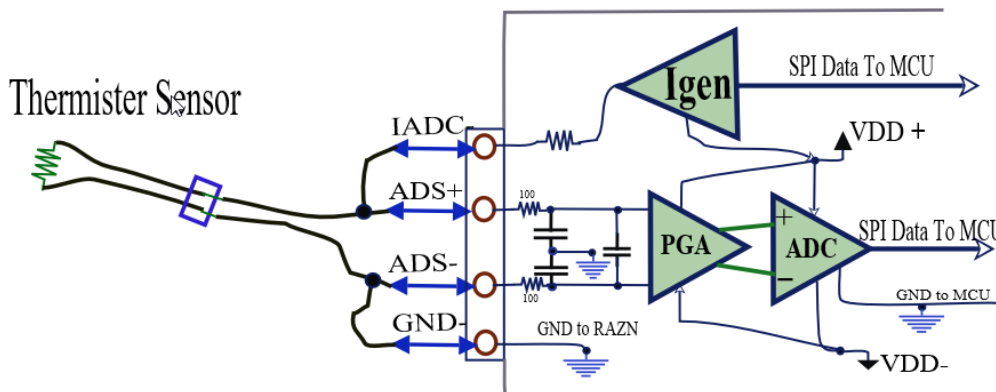 Thermister Sensor
IADC-
ADS+
ADS-
GND-
Igen
SPI Data To MCU
VDD +
100
100
PGA
+
ADC
−
SPI Data To MCU
GND to MCU
GND to RAZN
VDD-